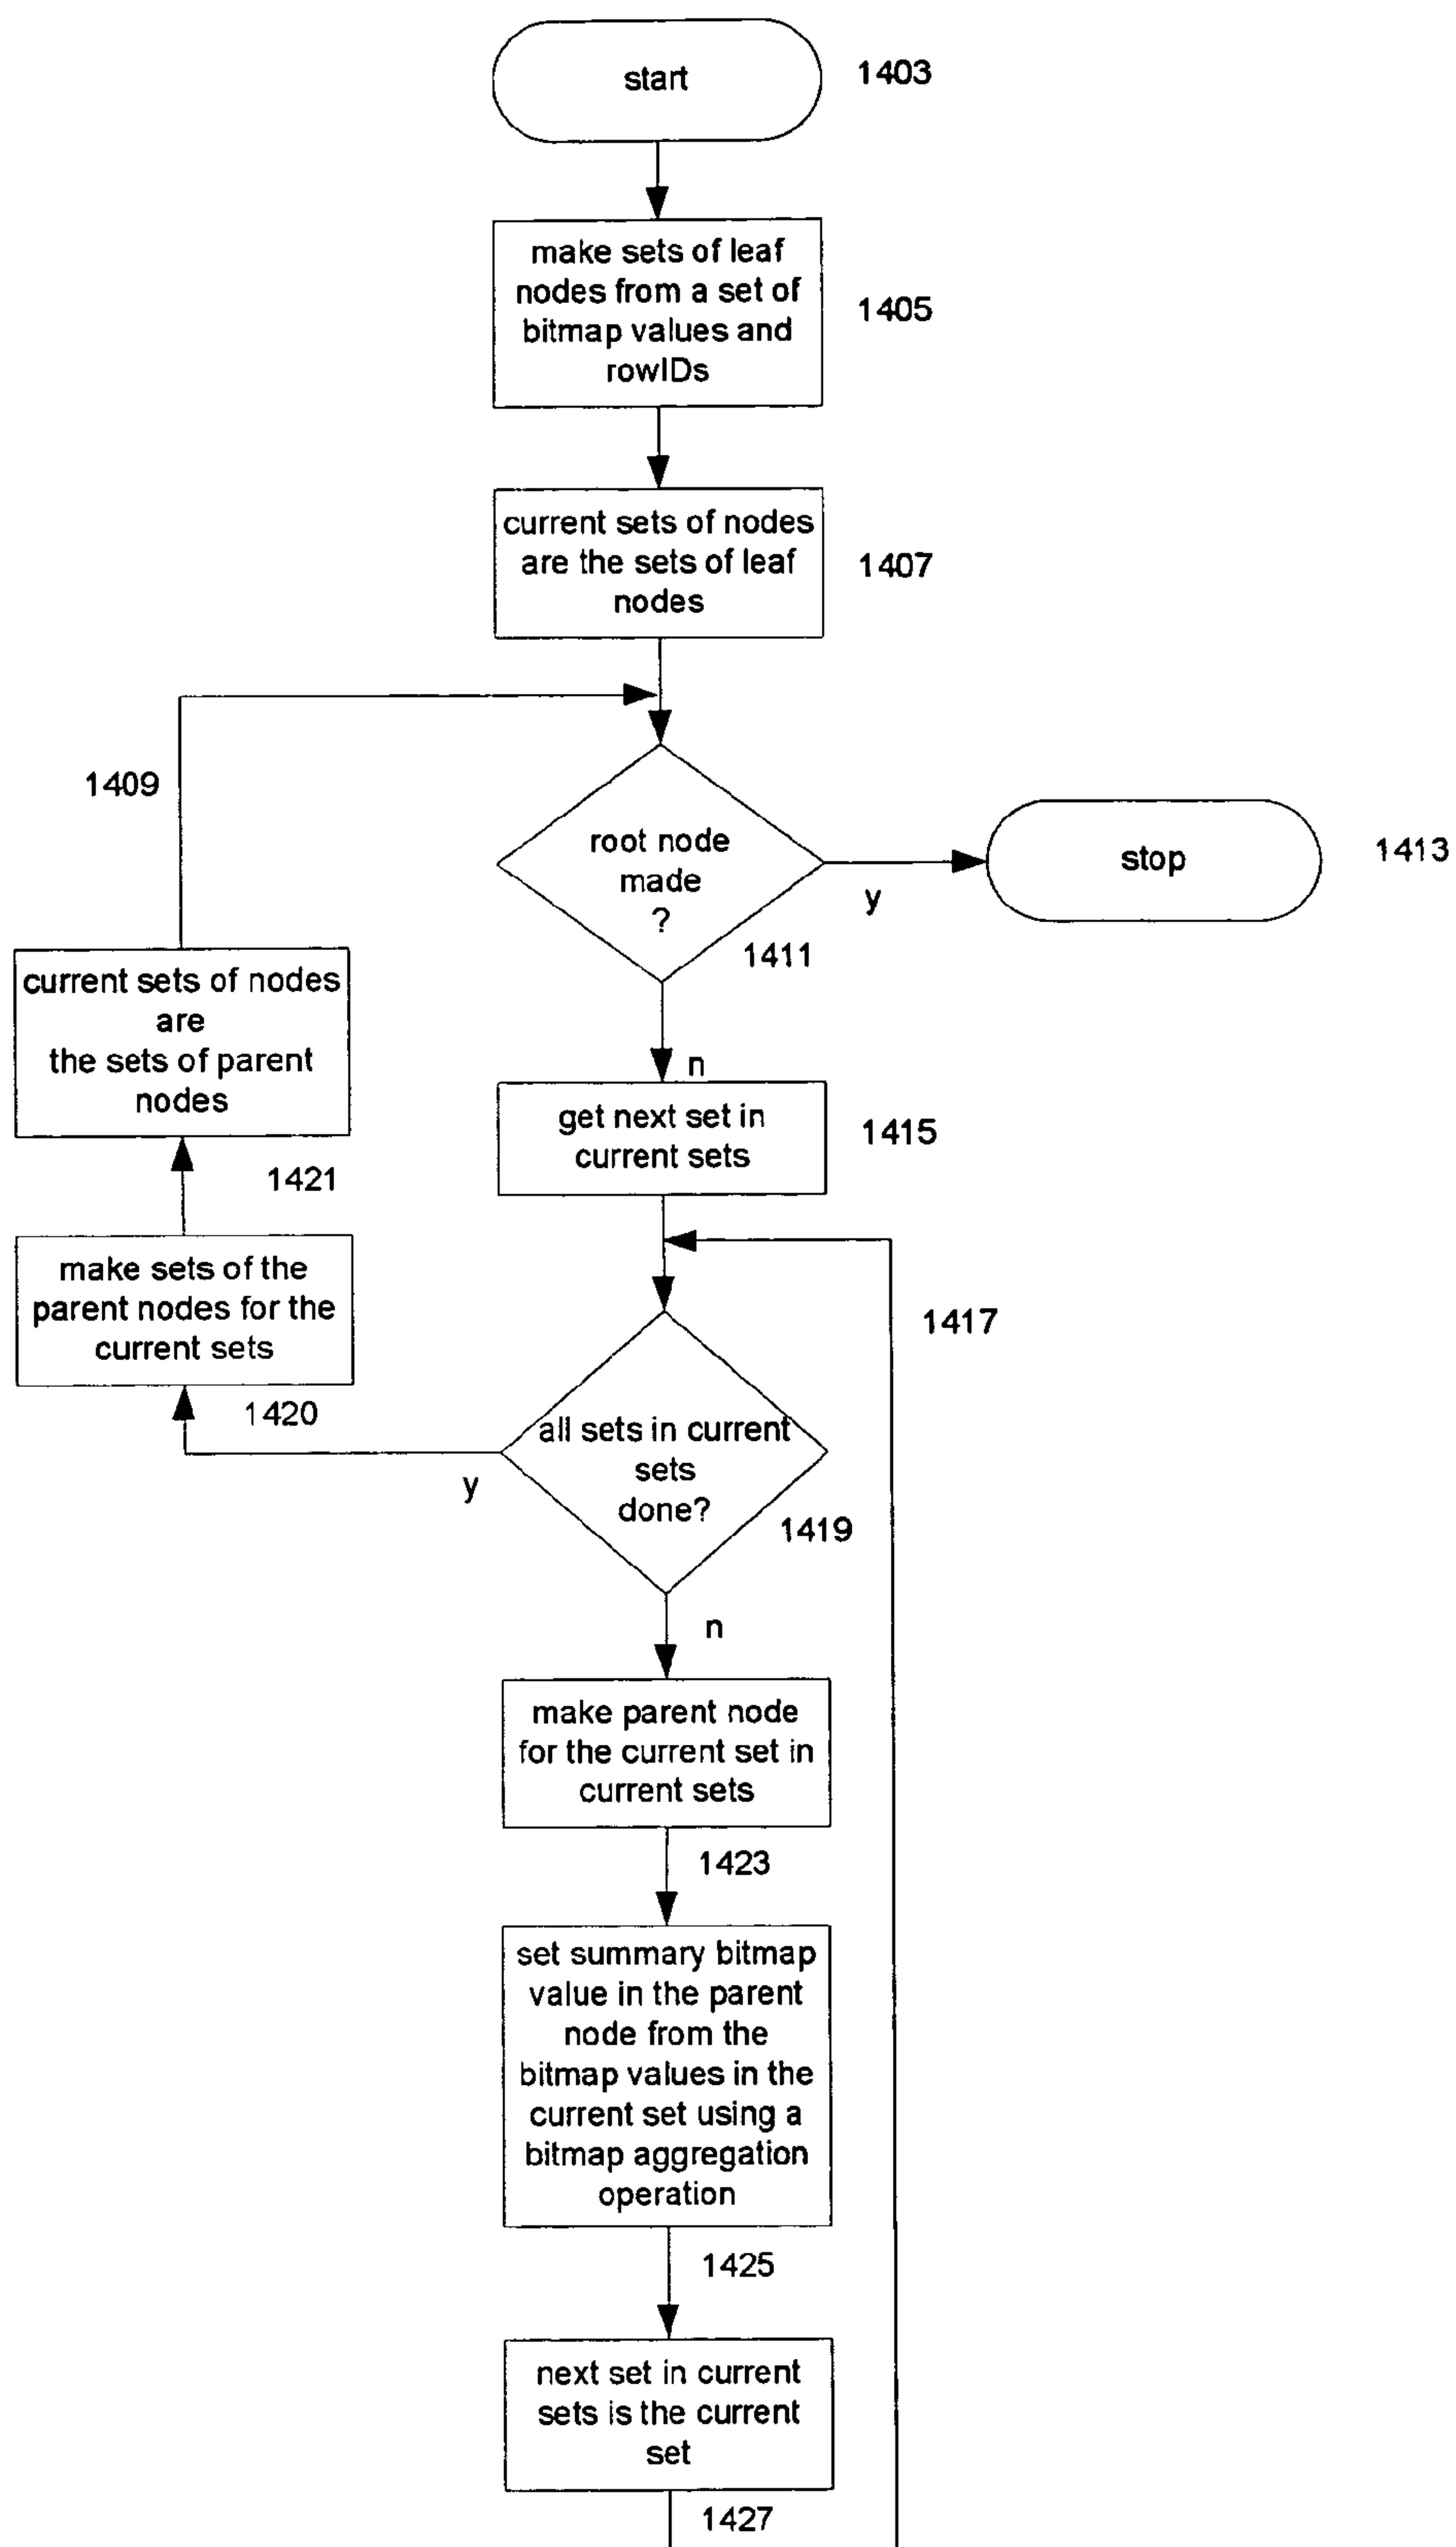 start
1403
make sets of leaf
nodes from a set of
bitmap values and
rowIDs
1405
current sets of nodes
are the sets of leaf
nodes
1407
1409
root node
made
?
1411
y
stop
1413
current sets of nodes
are
the sets of parent
nodes
1421
n
get next set in
current sets
1415
make sets of the
parent nodes for the
current sets
1420
1417
all sets in current
sets
done?
1419
y
n
make parent node
for the current set in
current sets
1423
set summary bitmap
value in the parent
node from the
bitmap values in the
current set using a
bitmap aggregation
operation
1425
next set in current
sets is the current
set
1427